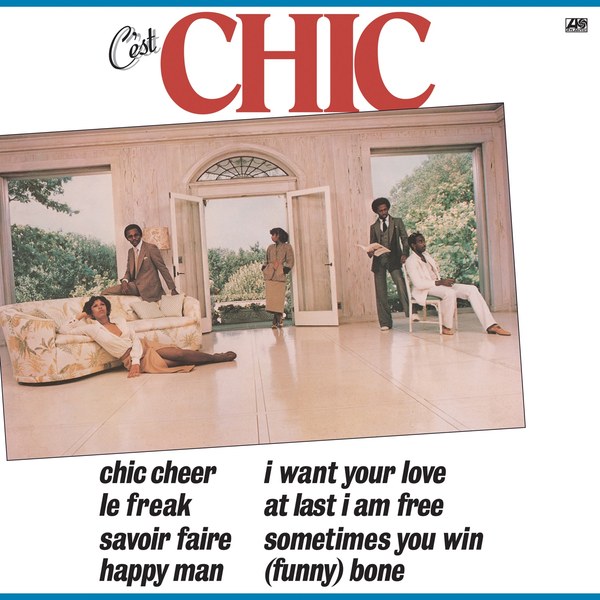 C'est
CHIC
chic cheer
le freak
savoir faire
happy man
i want your love
at last i am free
sometimes you win
(funny) bone